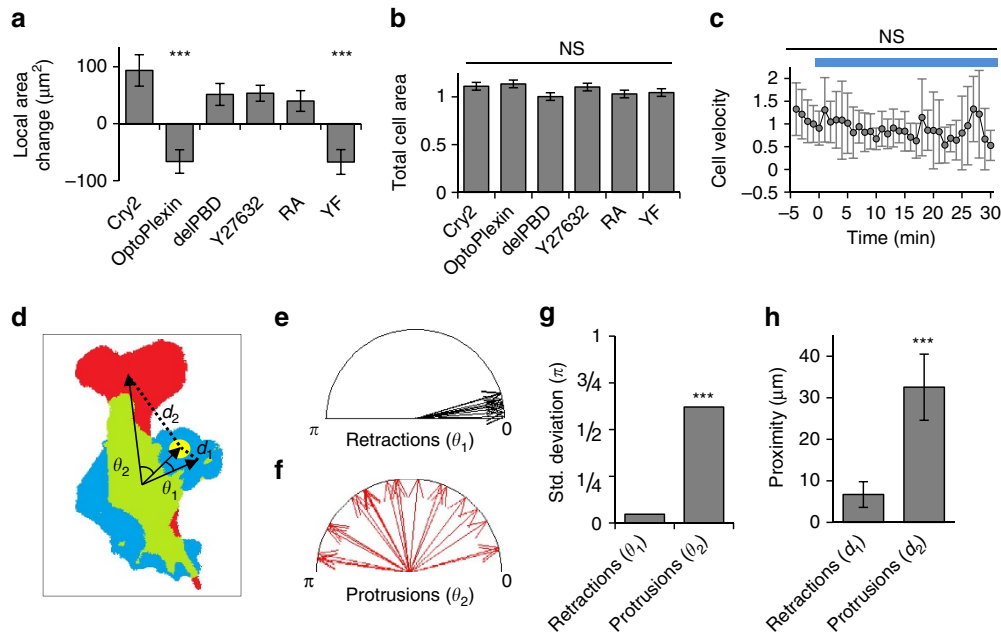 a
Local area
change (μm²)
100
0
−100
***
***
Cry2
OptoPlexin
delPBD
Y27632
RA
YF
b
NS
Total cell area
1
0.5
0
Cry2
OptoPlexin
delPBD
Y27632
RA
YF
c
NS
Cell velocity
2
1.5
1
0.5
0
−0.5
−5 0 5 10 15 20 25 30
Time (min)
d
d₂
d₁
θ₂
θ₁
e
π
0
Retractions (θ₁)
f
π
0
Protrusions (θ₂)
g
Std. deviation (π)
1
3/4
1/2
1/4
0
***
Retractions (θ₁)
Protrusions (θ₂)
h
Proximity (μm)
40
30
20
10
0
***
Retractions (d₁)
Protrusions (d₂)